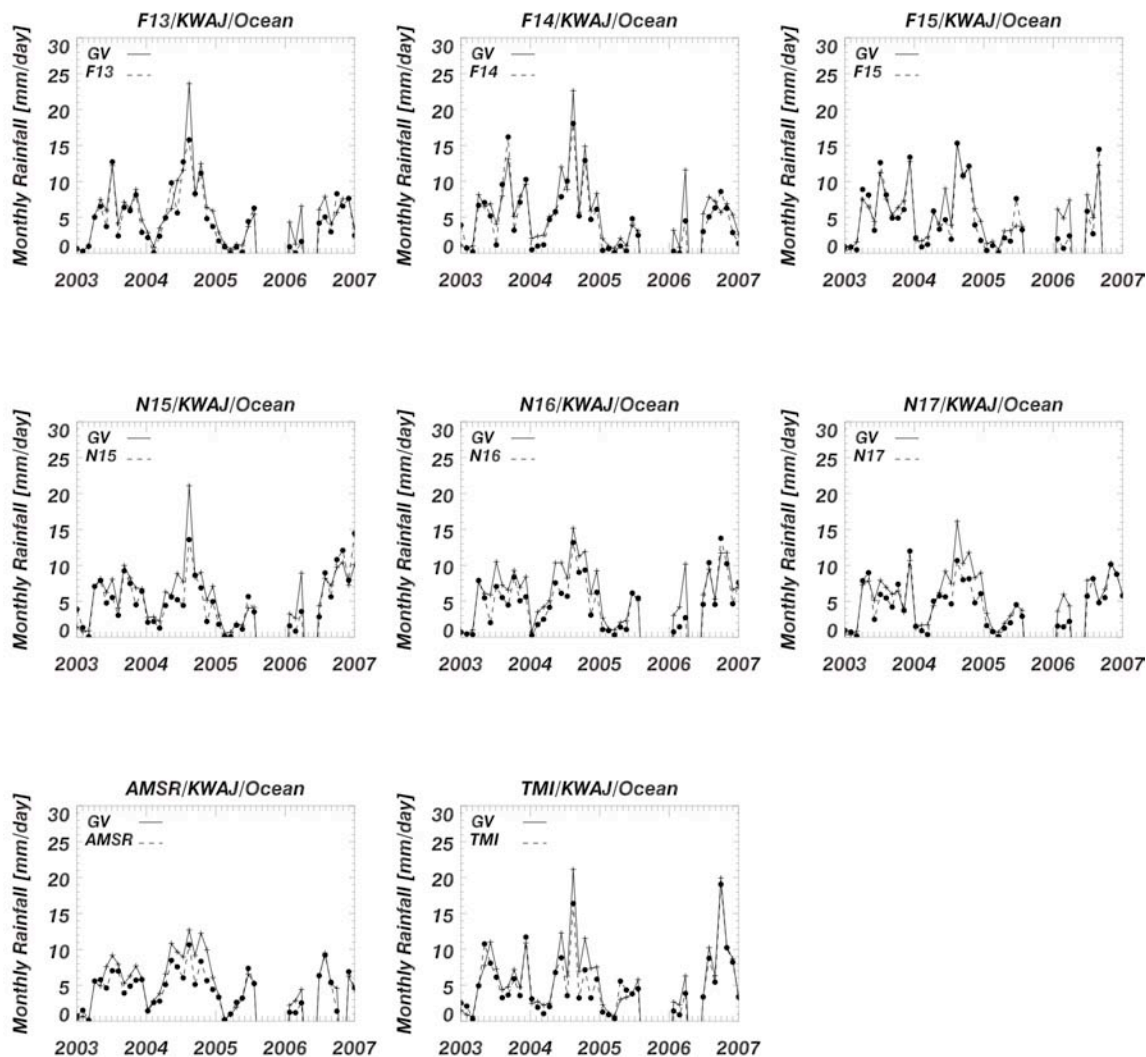 F13/KWAJ/Ocean
Monthly Rainfall [mm/day]
30
25
20
15
10
5
0
GV
F13
2003 2004 2005 2006 2007
F14/KWAJ/Ocean
Monthly Rainfall [mm/day]
30
25
20
15
10
5
0
GV
F14
2003 2004 2005 2006 2007
F15/KWAJ/Ocean
Monthly Rainfall [mm/day]
30
25
20
15
10
5
0
GV
F15
2003 2004 2005 2006 2007
N15/KWAJ/Ocean
Monthly Rainfall [mm/day]
30
25
20
15
10
5
0
GV
N15
2003 2004 2005 2006 2007
N16/KWAJ/Ocean
Monthly Rainfall [mm/day]
30
25
20
15
10
5
0
GV
N16
2003 2004 2005 2006 2007
N17/KWAJ/Ocean
Monthly Rainfall [mm/day]
30
25
20
15
10
5
0
GV
N17
2003 2004 2005 2006 2007
AMSR/KWAJ/Ocean
Monthly Rainfall [mm/day]
30
25
20
15
10
5
0
GV
AMSR
2003 2004 2005 2006 2007
TMI/KWAJ/Ocean
Monthly Rainfall [mm/day]
30
25
20
15
10
5
0
GV
TMI
2003 2004 2005 2006 2007